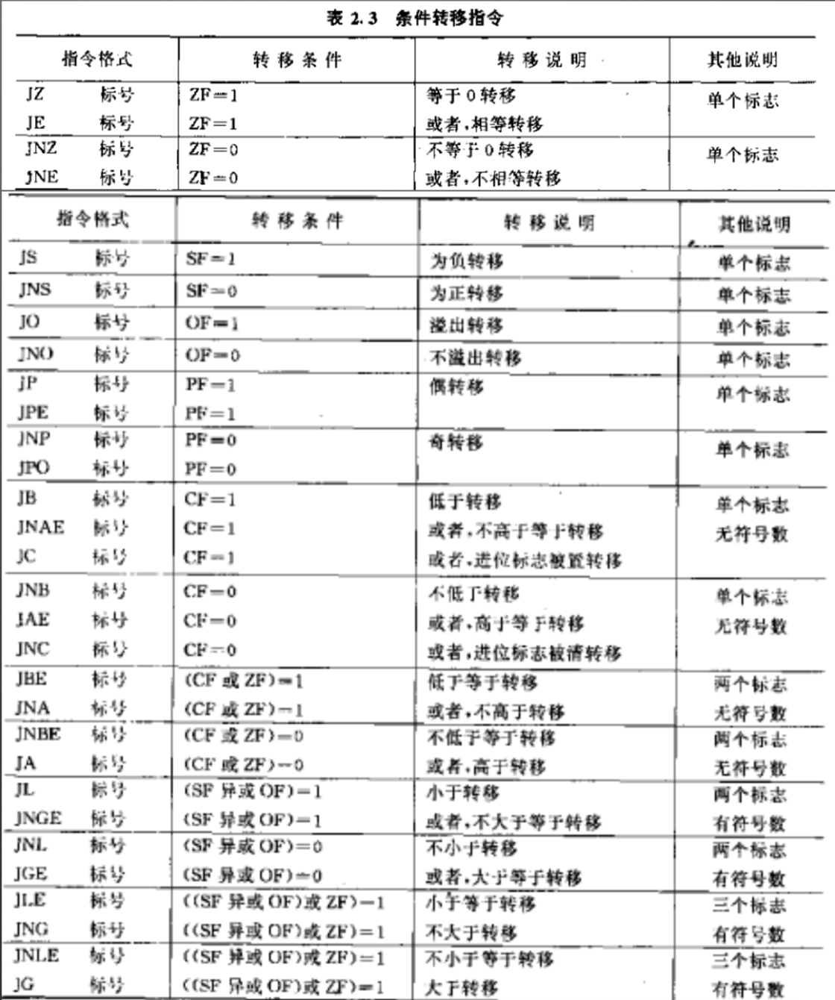 表 2.3 条件转移指令
指令格式 转移条件 转移说明 其他说明
JZ 标号 ZF=1 等于0转移 单个标志
JE 标号 ZF=1 或者,相等转移
JNZ 标号 ZF=0 不等于0转移 单个标志
JNE 标号 ZF=0 或者,不相等转移
指令格式 转移条件 转移说明 其他说明
JS 标号 SF=1 为负转移 单个标志
JNS 标号 SF=0 为正转移 单个标志
JO 标号 OF=1 溢出转移 单个标志
JNO 标号 OF=0 不溢出转移 单个标志
JP 标号 PF=1 偶转移 单个标志
JPE 标号 PF=1
JNP 标号 PF=0 奇转移 单个标志
JPO 标号 PF=0
JB 标号 CF=1 低于转移 单个标志
JNAE 标号 CF=1 或者,不高于等于转移 无符号数
JC 标号 CF=1 或者,进位标志被置转移
JNB 标号 CF=0 不低于转移 单个标志
JAE 标号 CF=0 或者,高于等于转移 无符号数
JNC 标号 CF=0 或者,进位标志被清转移
JBE 标号 (CF 或 ZF)=1 低于等于转移 两个标志
JNA 标号 (CF 或 ZF)=1 或者,不高于转移 无符号数
JNBE 标号 (CF 或 ZF)=0 不低于等于转移 两个标志
JA 标号 (CF 或 ZF)=0 或者,高于转移 无符号数
JL 标号 (SF 异或 OF)=1 小于转移 两个标志
JNGE 标号 (SF 异或 OF)=1 或者,不大于等于转移 有符号数
JNL 标号 (SF 异或 OF)=0 不小于转移 两个标志
JGE 标号 (SF 异或 OF)=0 或者,大于等于转移 有符号数
JLE 标号 ((SF 异或 OF)或 ZF)=1 小于等于转移 三个标志
JNG 标号 ((SF 异或 OF)或 ZF)=1 不大于转移 有符号数
JNLE 标号 ((SF 异或 OF)或 ZF)=1 不小于等于转移 三个标志
JG 标号 ((SF 异或 OF)或 ZF)=1 大于转移 有符号数